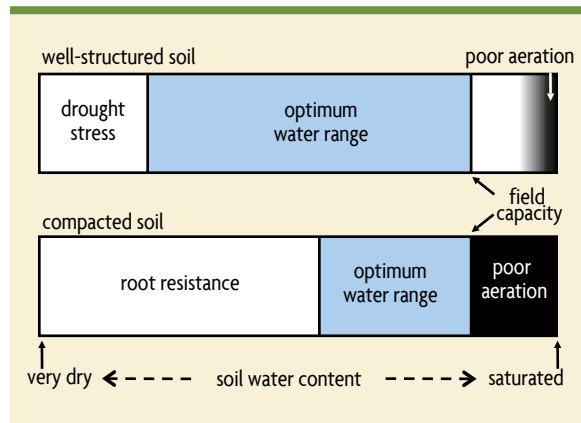 well-structured soil
poor aeration
drought
stress
optimum
water range
field
capacity
compacted soil
root resistance
optimum
water range
poor
aeration
very dry
soil water content
saturated